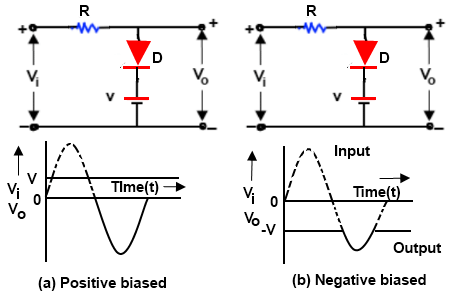 R
+ +
D
Vi Vo
v
– –
R
+ +
D
Vi Vo
v
– –
Vi
Vo
V
0
TIme(t)
(a) Positive biased
Input
Vi
Vo
0
-V
Time(t)
Output
(b) Negative biased